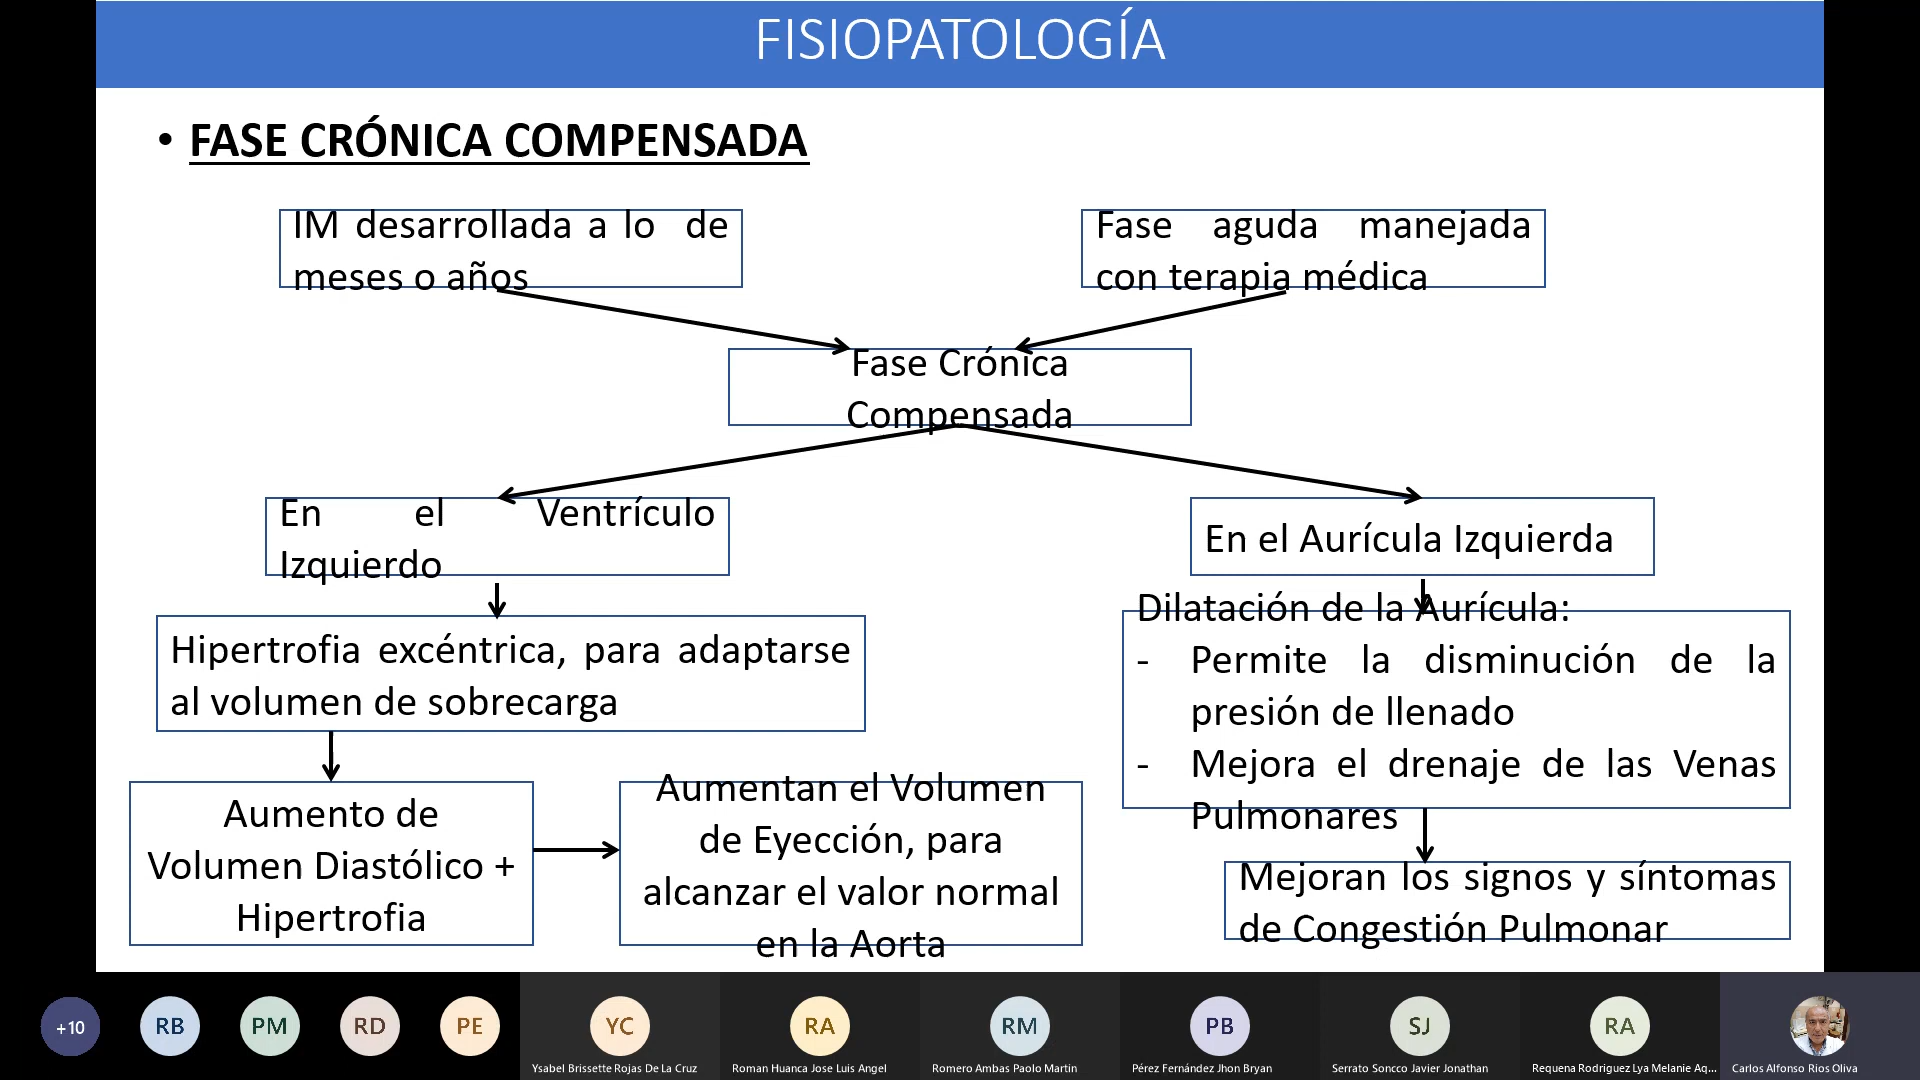 FISIOPATOLOGÍA
• FASE CRÓNICA COMPENSADA
IM desarrollada a lo de
meses o años
Fase aguda manejada
con terapia médica
Fase Crónica
Compensada
En el Ventrículo
Izquierdo
En el Aurícula Izquierda
Hipertrofia excéntrica, para adaptarse
al volumen de sobrecarga
Dilatación de la Aurícula:
- Permite la disminución de la
presión de llenado
- Mejora el drenaje de las Venas
Pulmonares
Aumento de
Volumen Diastólico +
Hipertrofia
Aumentan el Volumen
de Eyección, para
alcanzar el valor normal
en la Aorta
Mejoran los signos y síntomas
de Congestión Pulmonar
+10
RB
PM
RD
PE
YC
RA
RM
PB
SJ
RA
Ysabel Brissette Rojas De La Cruz
Roman Huanca Jose Luis Angel
Romero Ambas Paolo Martin
Pérez Fernández Jhon Bryan
Serrato Soncco Javier Jonathan
Requena Rodriguez Lya Melanie Aq...
Carlos Alfonso Rios Oliva